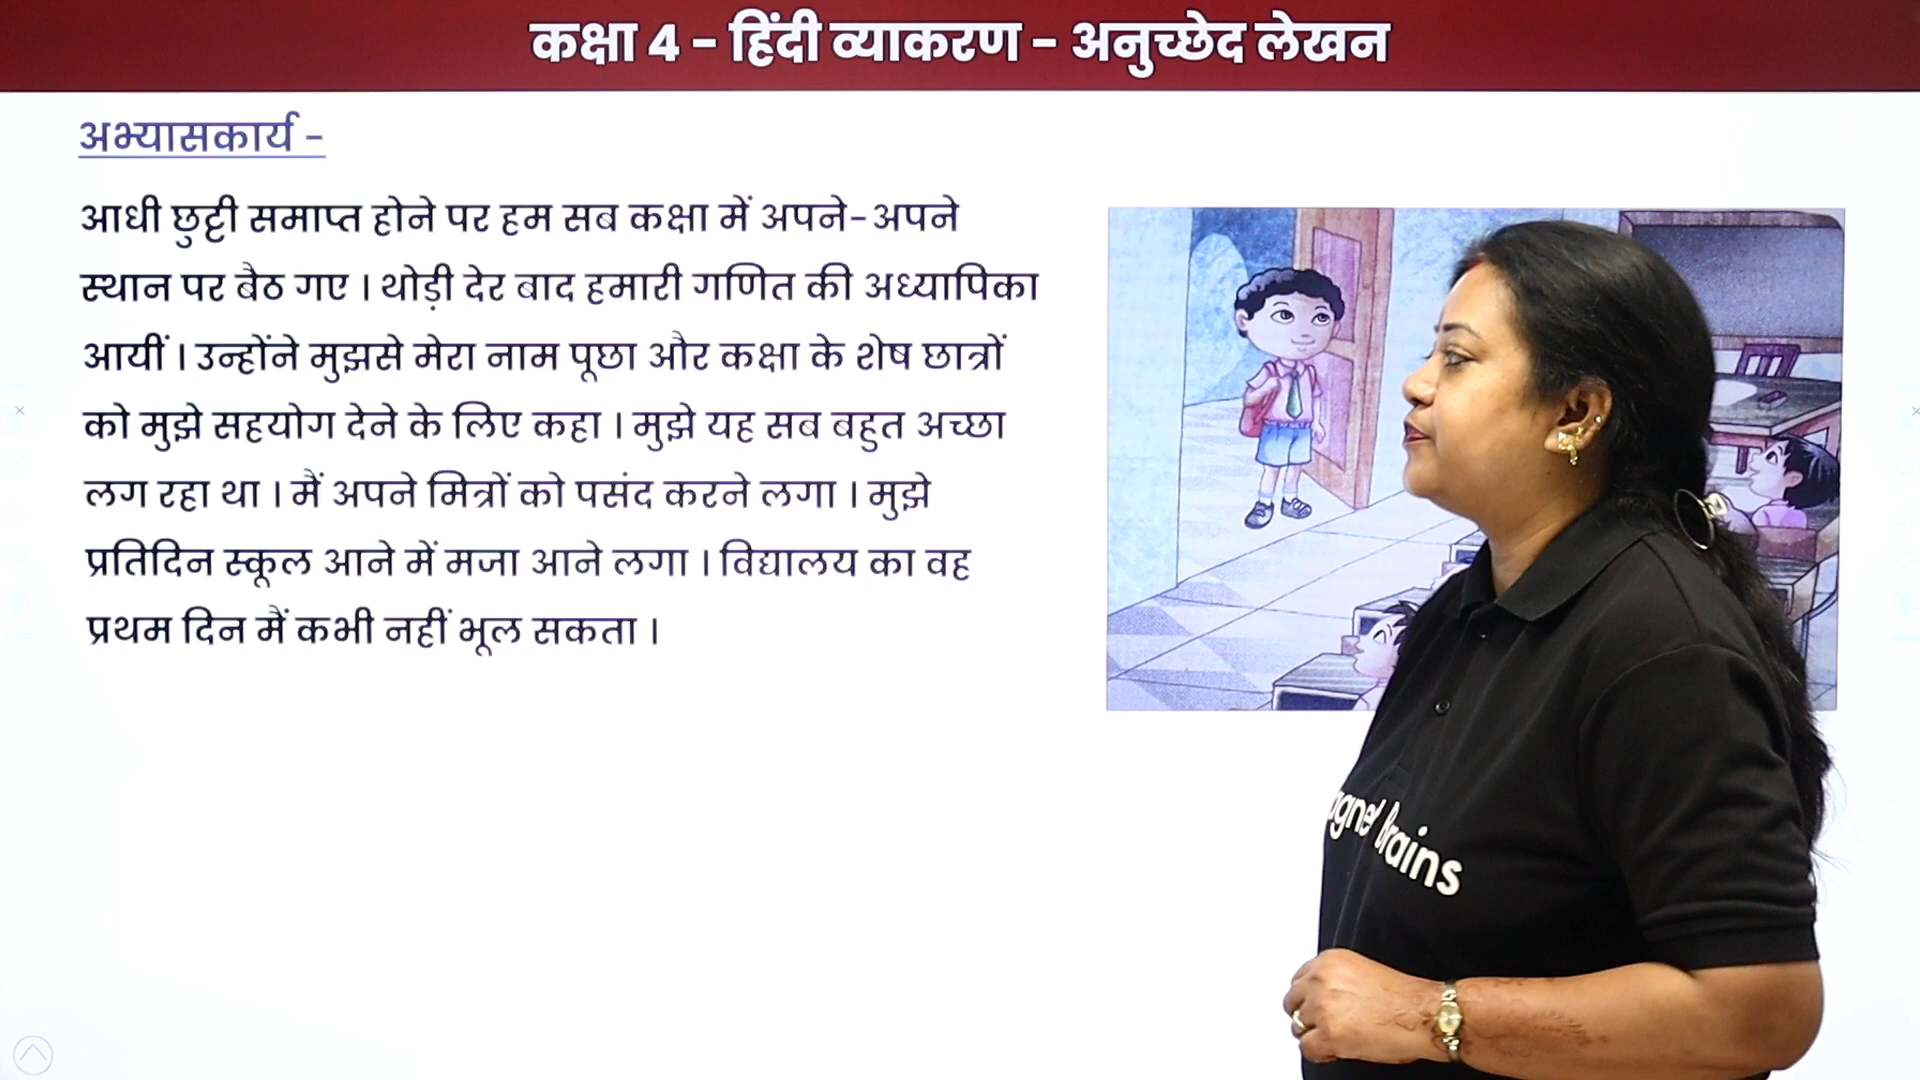 कक्षा 4 - हिंदी व्याकरण - अनुच्छेद लेखन
अभ्यासकार्य -
आधी छुट्टी समाप्त होने पर हम सब कक्षा में अपने-अपने
स्थान पर बैठ गए । थोड़ी देर बाद हमारी गणित की अध्यापिका
आयीं । उन्होंने मुझसे मेरा नाम पूछा और कक्षा के शेष छात्रों
को मुझे सहयोग देने के लिए कहा । मुझे यह सब बहुत अच्छा
लग रहा था । मैं अपने मित्रों को पसंद करने लगा । मुझे
प्रतिदिन स्कूल आने में मजा आने लगा । विद्यालय का वह
प्रथम दिन मैं कभी नहीं भूल सकता ।
Brains